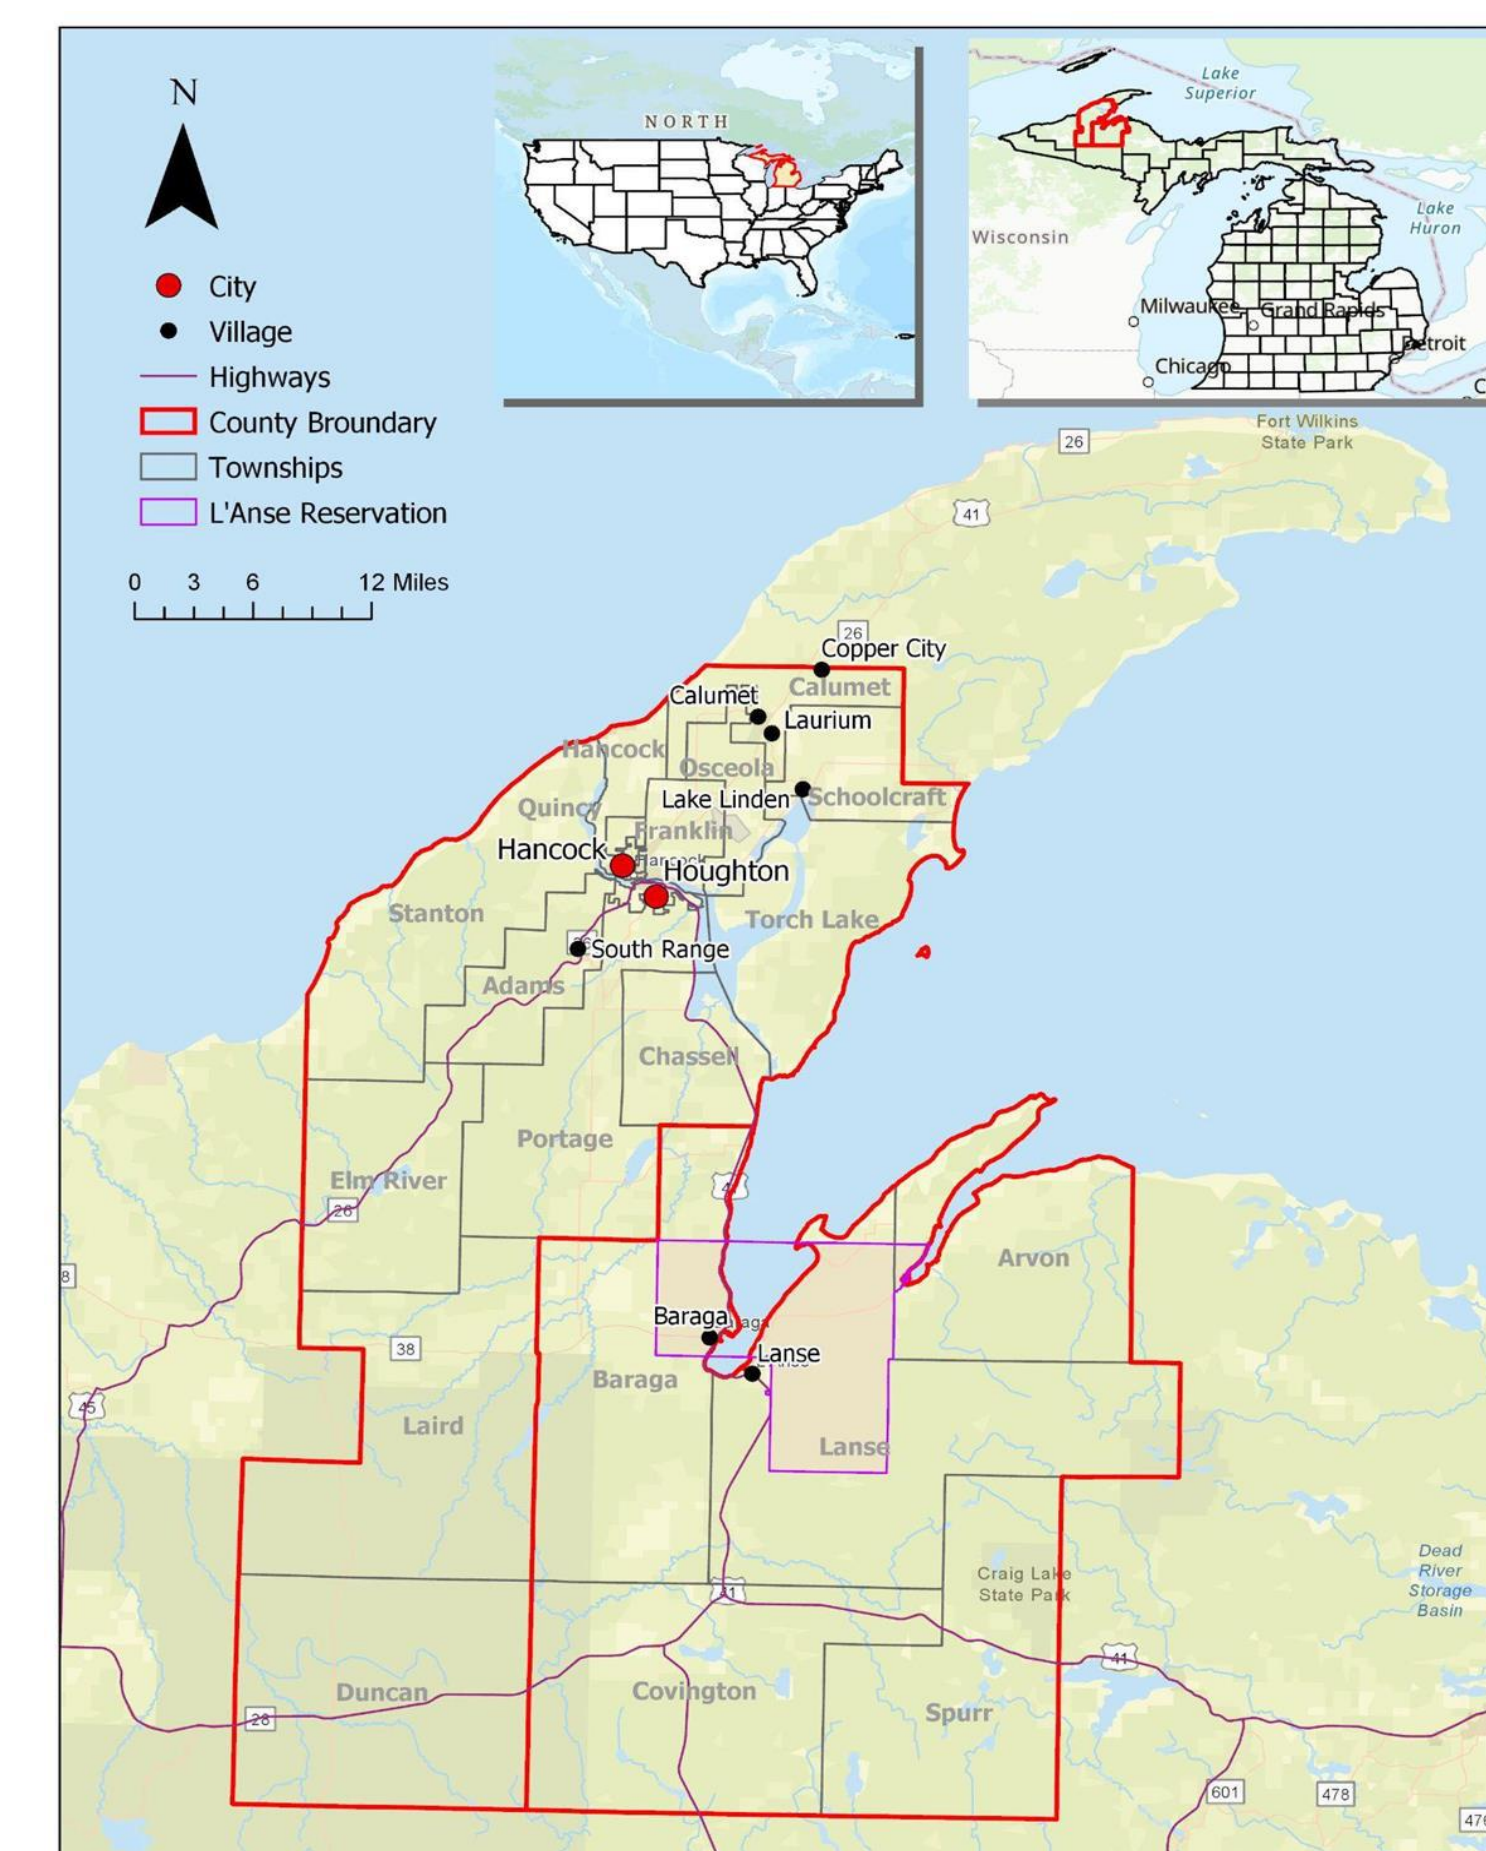 N
City
Village
Highways
County Broundary
Townships
L'Anse Reservation
0 3 6 12 Miles
NORTH
Lake
Superior
Lake
Huron
Wisconsin
Milwaukee
Grand Rapids
Detroit
Chicago
Fort Wilkins
State Park
26
41
26
Copper City
Calumet
Calumet
Laurium
Hancock
Osceola
Lake Linden
Schoolcraft
Quincy
Franklin
Hancock
Hancock
Houghton
Stanton
Torch Lake
South Range
Adams
Chassell
Portage
Elm River
26
Arvon
8
Baraga
38
Lanse
Baraga
45
Laird
Lanse
Craig Lake
State Park
Dead
River
Storage
Basin
41
41
Duncan
Covington
Spurr
28
601
478